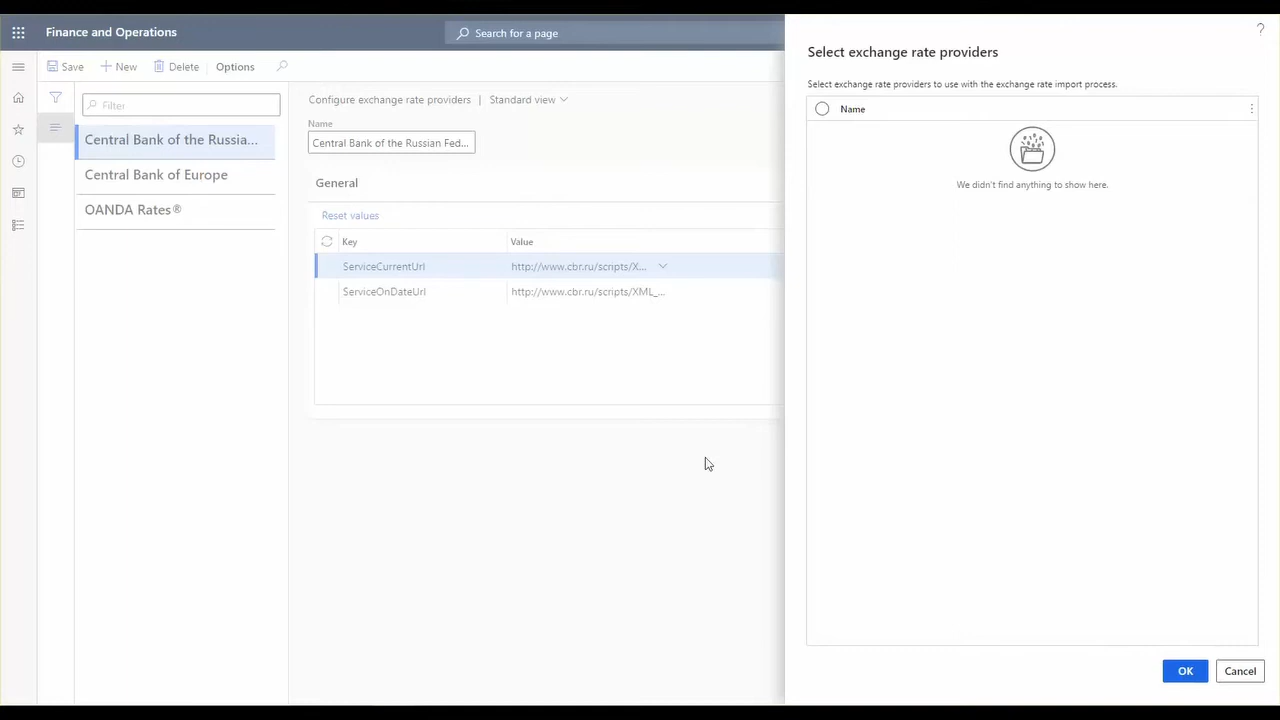 Finance and Operations
Search for a page
?
Save
New
Delete
Options
Filter
Central Bank of the Russia...
Central Bank of Europe
OANDA Rates®
Configure exchange rate providers | Standard view
Name
Central Bank of the Russian Fed...
General
Reset values
Key Value
ServiceCurrentUrl http://www.cbr.ru/scripts/X...
ServiceOnDateUrl http://www.cbr.ru/scripts/XML_...
Select exchange rate providers
Select exchange rate providers to use with the exchange rate import process.
Name
We didn't find anything to show here.
OK
Cancel